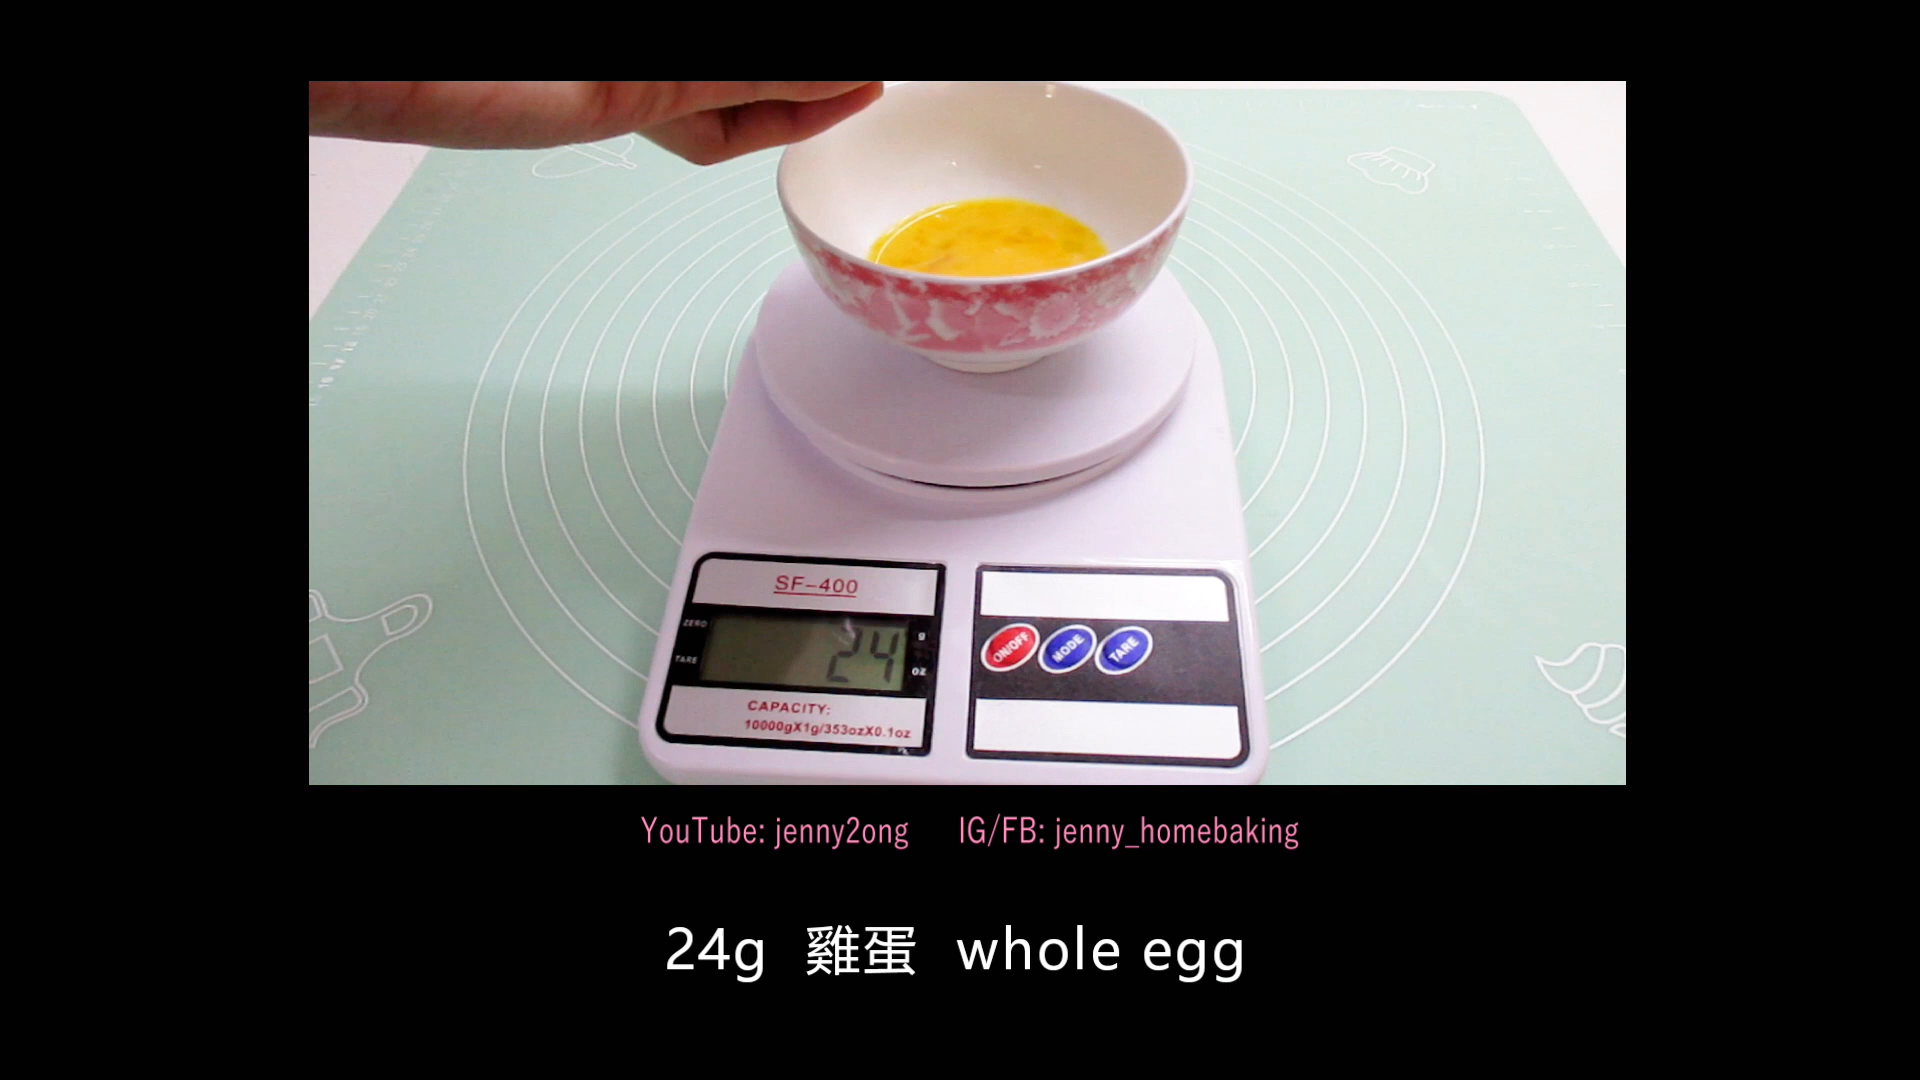 SF-400
ZERO
TARE
24
g
oz
CAPACITY:
10000gX1g/353ozX0.1oz
ON/OFF
MODE
TARE
YouTube: jenny2ong IG/FB: jenny_homebaking
24g 雞蛋 whole egg